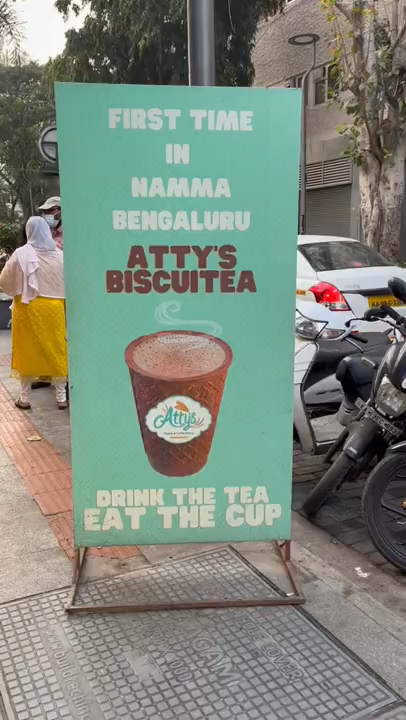 FIRST TIME
IN
NAMMA
BENGALURU
ATTY'S
BISCUITEA
Atty's
DRINK THE TEA
EAT THE CUP